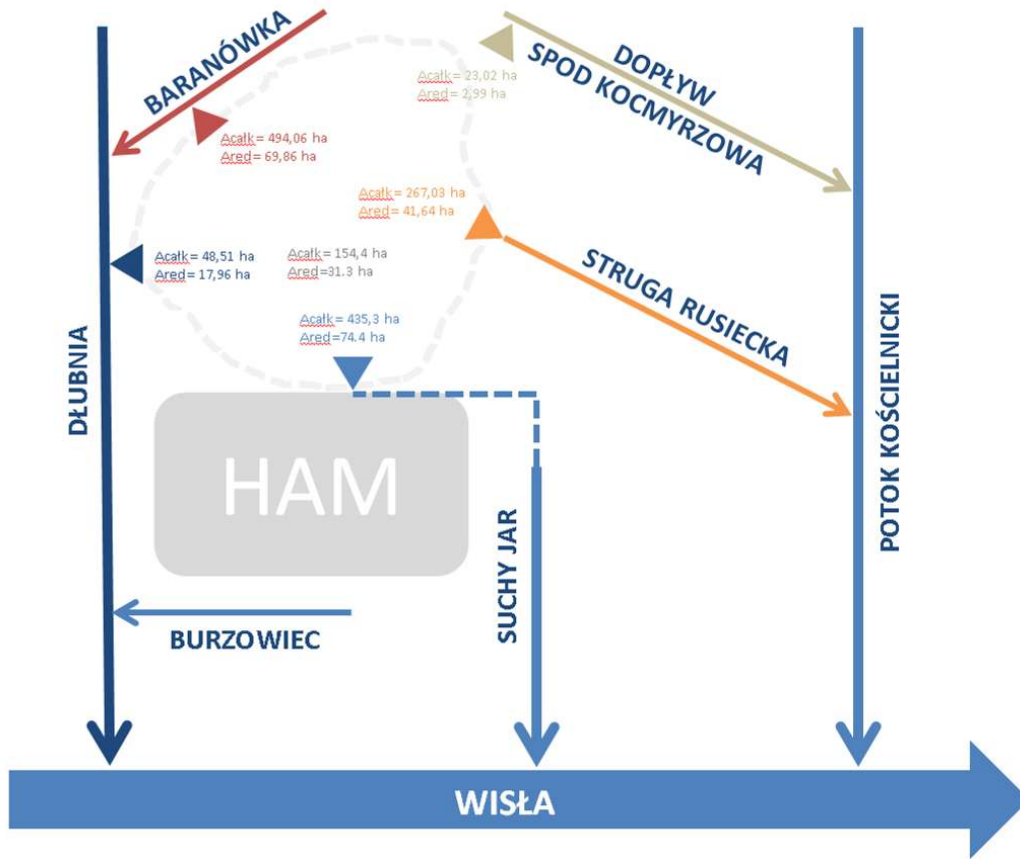 BARANÓWKA
DOPŁYW
SPOD KOCMYRZOWA
Acałk= 23,02 ha
Ared= 2,99 ha
Acałk= 494,06 ha
Ared= 69,86 ha
Acałk= 267,03 ha
Ared= 41,64 ha
Acałk= 48,51 ha
Ared= 17,96 ha
Acałk= 154,4 ha
Ared=31.3 ha
STRUGA RUSIECKA
Acałk= 435,3 ha
Ared=74.4 ha
DŁUBNIA
POTOK KOŚCIELNICKI
HAM
SUCHY JAR
BURZOWIEC
WISŁA